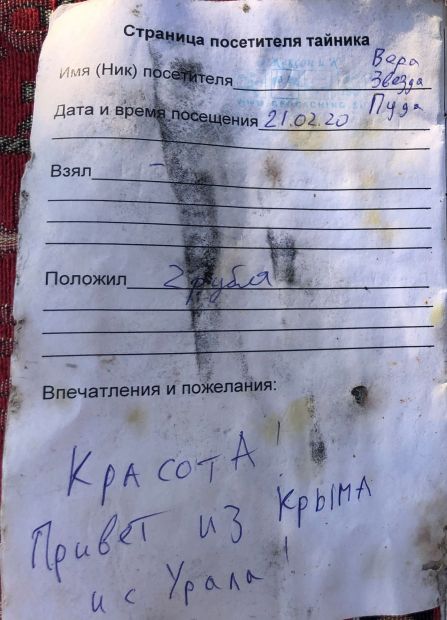 Страница посетителя тайника
Вера
Имя (Ник) посетителя
Звезда
Дата и время посещения 21.02.20
Пуда
Взял -
Положил 2 рубля
Впечатления и пожелания:
КрАсотА!
Привет из КрымА
и с Урала!